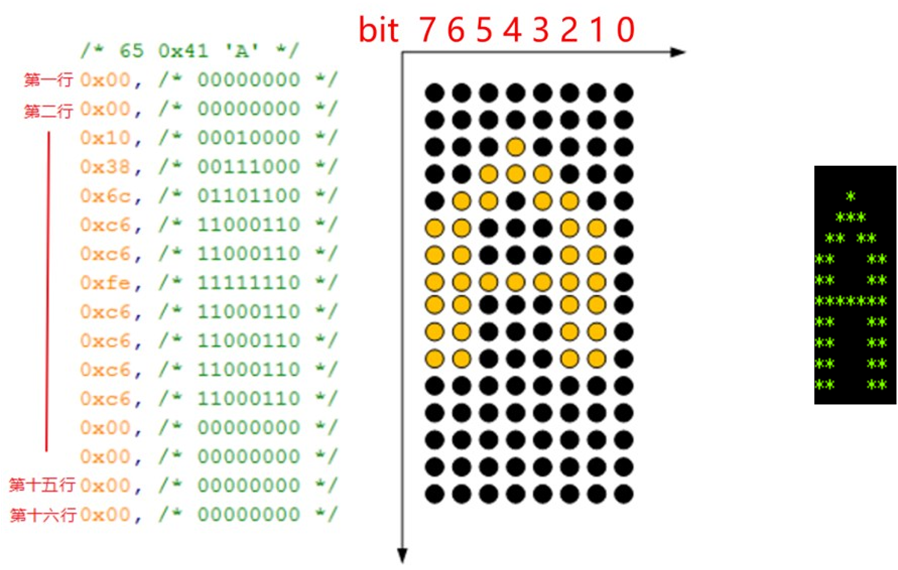 bit 7 6 5 4 3 2 1 0
/* 65 0x41 'A' */
第一行 0x00, /* 00000000 */
第二行 0x00, /* 00000000 */
0x10, /* 00010000 */
0x38, /* 00111000 */
0x6c, /* 01101100 */
0xc6, /* 11000110 */
0xc6, /* 11000110 */
0xfe, /* 11111110 */
0xc6, /* 11000110 */
0xc6, /* 11000110 */
0xc6, /* 11000110 */
0xc6, /* 11000110 */
0x00, /* 00000000 */
0x00, /* 00000000 */
第十五行 0x00, /* 00000000 */
第十六行 0x00, /* 00000000 */
*
***
** **
** **
** **
*******
** **
** **
** **
** **